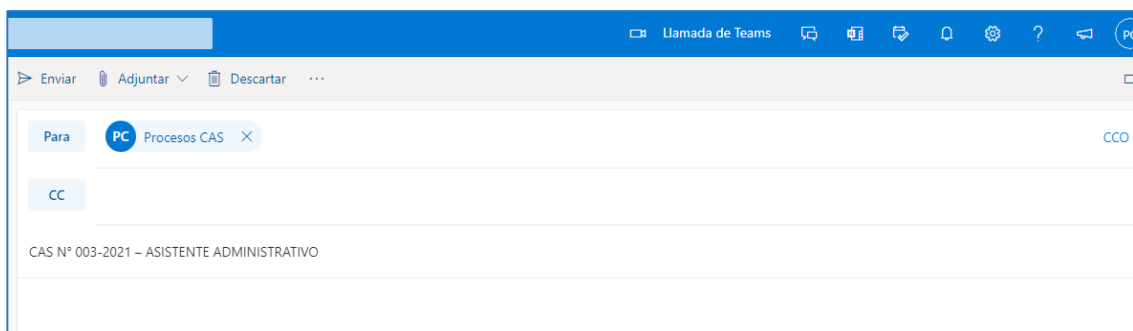 Llamada de Teams
Enviar Adjuntar Descartar ...
Para PC Procesos CAS CCO
CC
CAS N° 003-2021 – ASISTENTE ADMINISTRATIVO